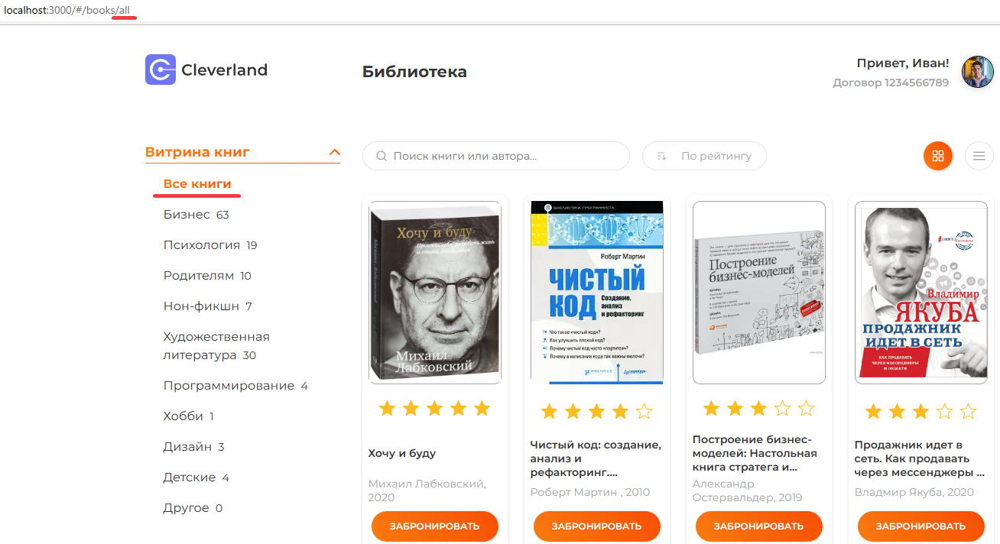 localhost:3000/#/books/all
Cleverland
Библиотека
Привет, Иван!
Договор 1234566789
Витрина книг
Все книги
Бизнес 63
Психология 19
Родителям 10
Нон-фикшн 7
Художественная
литература 30
Программирование 4
Хобби 1
Дизайн 3
Детские 4
Другое 0
Поиск книги или автора...
По рейтингу
Хочу и буду
Михаил
Лабковский
Хочу и буду
Михаил Лабковский,
2020
ЗАБРОНИРОВАТЬ
БИБЛИОТЕКА ПРОГРАММИСТА
Роберт Мартин
ЧИСТЫЙ
КОД
Создание,
анализ
и рефакторинг
Что такое «чистый код»?
Как улучшить плохой код?
Почему чистый код часто «портится»?
Почему в написании кода так важны мелочи?
PRENTICE
ПИТЕР
Чистый код: создание,
анализ и
рефакторинг....
Роберт Мартин , 2010
ЗАБРОНИРОВАТЬ
Построение
бизнес-моделей
Построение бизнес-
моделей: Настольная
книга стратега и...
Александр
Остервальдер, 2019
ЗАБРОНИРОВАТЬ
Владимир
ЯКУБА
ПРОДАЖНИК
ИДЕТ В СЕТЬ
КАК ПРОДАВАТЬ
ЧЕРЕЗ МЕССЕНДЖЕРЫ
И СОЦСЕТИ
Продажник идет в
сеть. Как продавать
через мессенджеры ...
Владмир Якуба, 2020
ЗАБРОНИРОВАТЬ